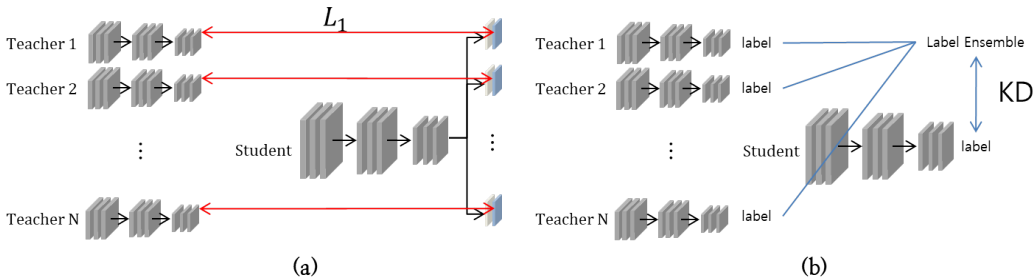 L₁
Teacher 1
Teacher 2
⋮
Student
⋮
Teacher N
(a)
Teacher 1
label
Label Ensemble
Teacher 2
label
KD
⋮
Student
label
Teacher N
label
(b)